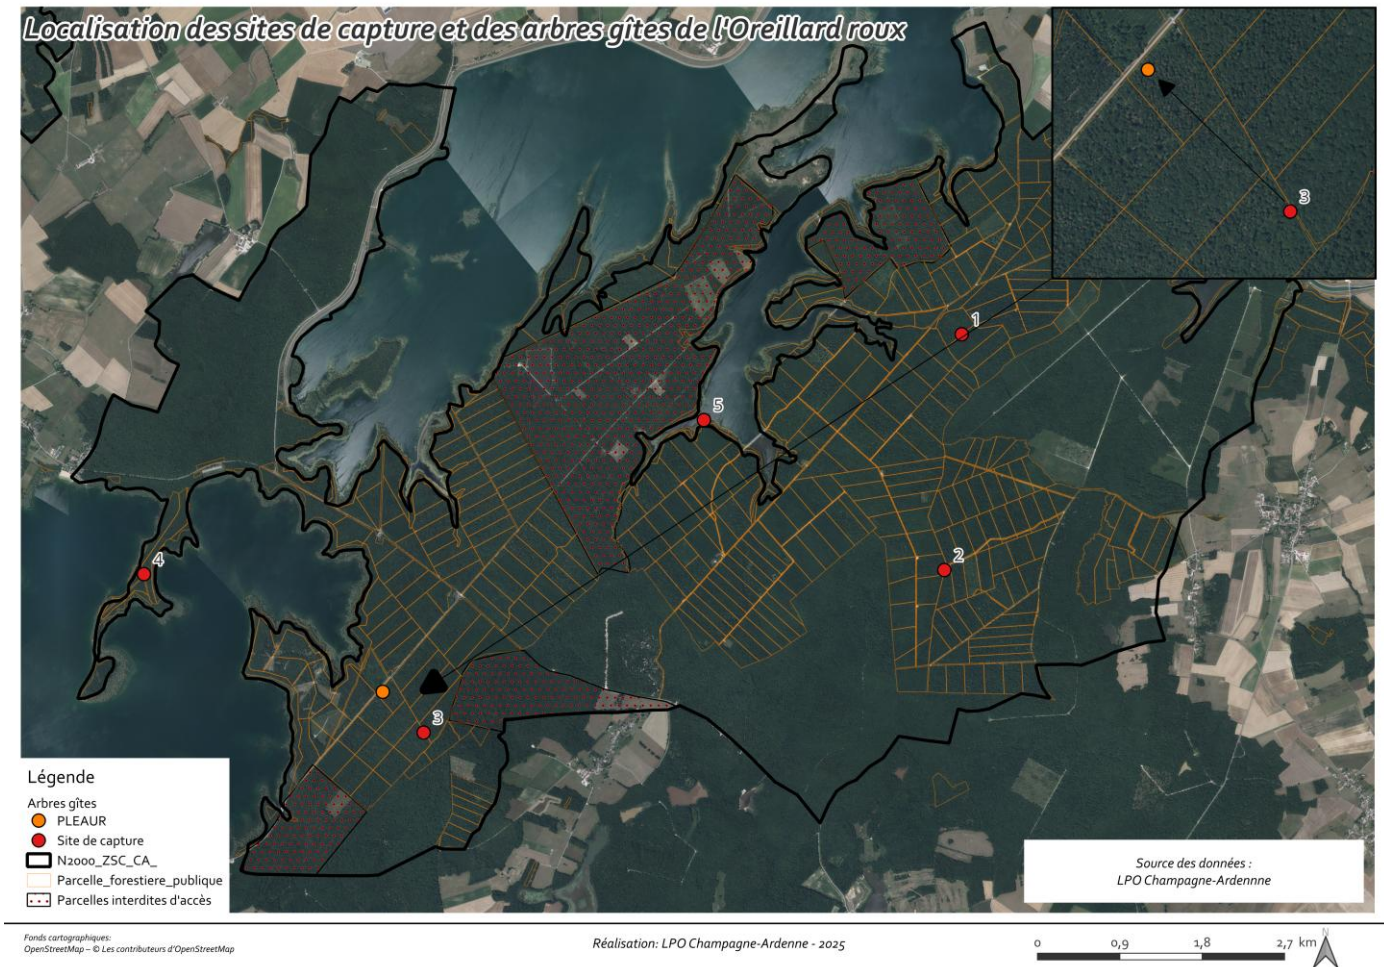 Localisation des sites de capture et des arbres gîtes de l'Oreillard roux
3
1
5
2
4
3
Légende
Arbres gîtes
PLEAUR
Site de capture
N2000_ZSC_CA_
Parcelle_forestiere_publique
Parcelles interdites d'accès
Source des données :
LPO Champagne-Ardennne
Fonds cartographiques:
OpenStreetMap – © Les contributeurs d'OpenStreetMap
Réalisation: LPO Champagne-Ardenne - 2025
0 0,9 1,8 2,7 km
N